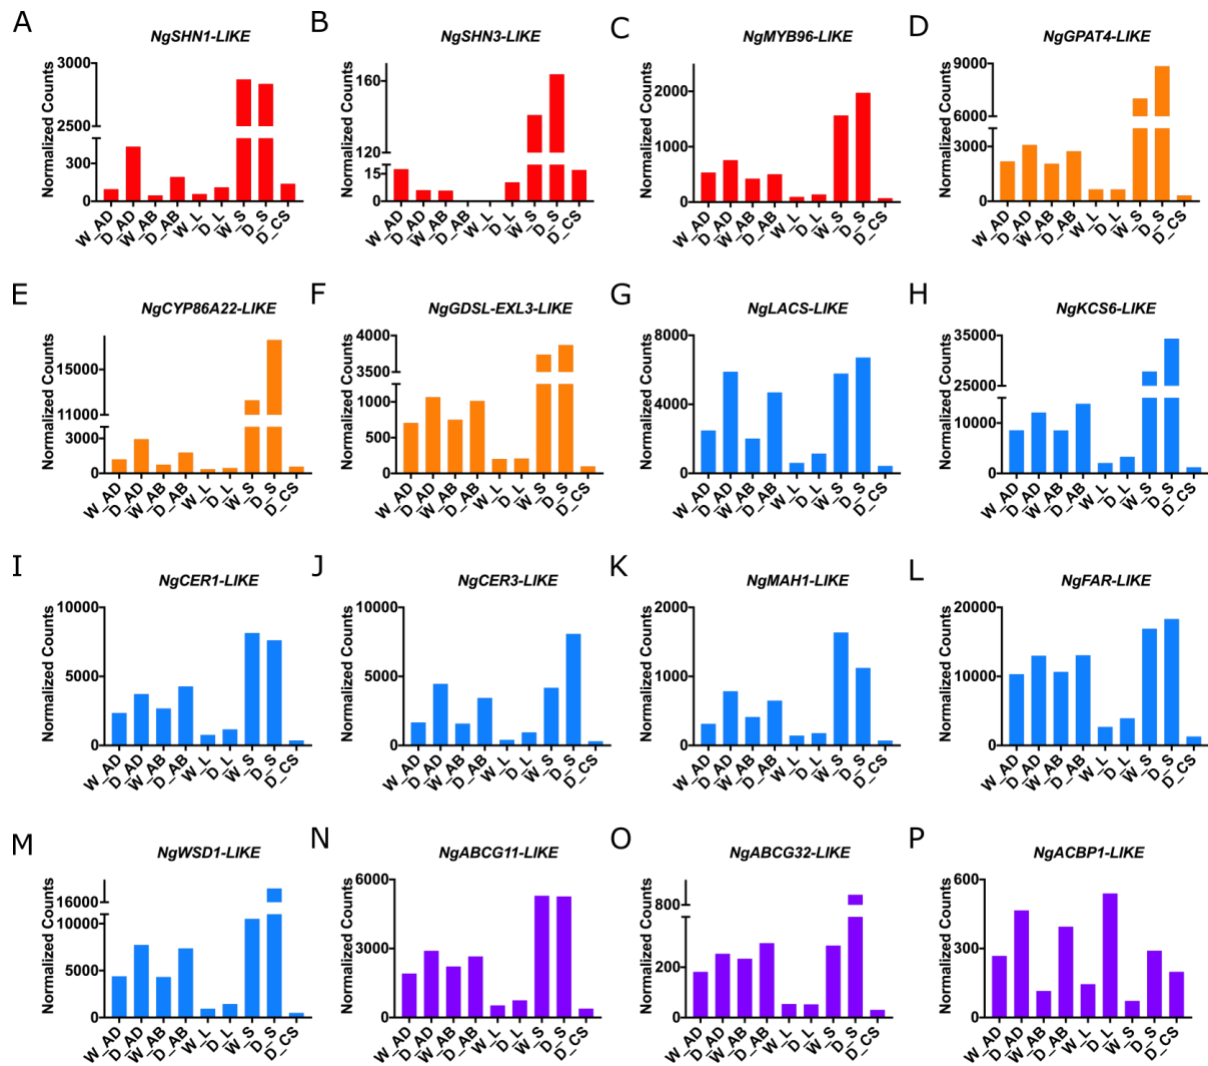 A
NgSHN1-LIKE
Normalized Counts
3000
2500
300
0
W_AD
D_AD
W_AB
D_AB
W_L
D_L
W_S
D_S
D_CS
B
NgSHN3-LIKE
Normalized Counts
160
120
15
0
W_AD
D_AD
W_AB
D_AB
W_L
D_L
W_S
D_S
D_CS
C
NgMYB96-LIKE
Normalized Counts
2000
1000
0
W_AD
D_AD
W_AB
D_AB
W_L
D_L
W_S
D_S
D_CS
D
NgGPAT4-LIKE
Normalized Counts
9000
6000
3000
0
W_AD
D_AD
W_AB
D_AB
W_L
D_L
W_S
D_S
D_CS
E
NgCYP86A22-LIKE
Normalized Counts
15000
11000
3000
0
W_AD
D_AD
W_AB
D_AB
W_L
D_L
W_S
D_S
D_CS
F
NgGDSL-EXL3-LIKE
Normalized Counts
4000
3500
1000
500
0
W_AD
D_AD
W_AB
D_AB
W_L
D_L
W_S
D_S
D_CS
G
NgLACS-LIKE
Normalized Counts
8000
4000
0
W_AD
D_AD
W_AB
D_AB
W_L
D_L
W_S
D_S
D_CS
H
NgKCS6-LIKE
Normalized Counts
35000
25000
10000
0
W_AD
D_AD
W_AB
D_AB
W_L
D_L
W_S
D_S
D_CS
I
NgCER1-LIKE
Normalized Counts
10000
5000
0
W_AD
D_AD
W_AB
D_AB
W_L
D_L
W_S
D_S
D_CS
J
NgCER3-LIKE
Normalized Counts
10000
5000
0
W_AD
D_AD
W_AB
D_AB
W_L
D_L
W_S
D_S
D_CS
K
NgMAH1-LIKE
Normalized Counts
2000
1000
0
W_AD
D_AD
W_AB
D_AB
W_L
D_L
W_S
D_S
D_CS
L
NgFAR-LIKE
Normalized Counts
20000
10000
0
W_AD
D_AD
W_AB
D_AB
W_L
D_L
W_S
D_S
D_CS
M
NgWSD1-LIKE
Normalized Counts
16000
10000
5000
0
W_AD
D_AD
W_AB
D_AB
W_L
D_L
W_S
D_S
D_CS
N
NgABCG11-LIKE
Normalized Counts
6000
3000
0
W_AD
D_AD
W_AB
D_AB
W_L
D_L
W_S
D_S
D_CS
O
NgABCG32-LIKE
Normalized Counts
800
200
0
W_AD
D_AD
W_AB
D_AB
W_L
D_L
W_S
D_S
D_CS
P
NgACBP1-LIKE
Normalized Counts
600
300
0
W_AD
D_AD
W_AB
D_AB
W_L
D_L
W_S
D_S
D_CS